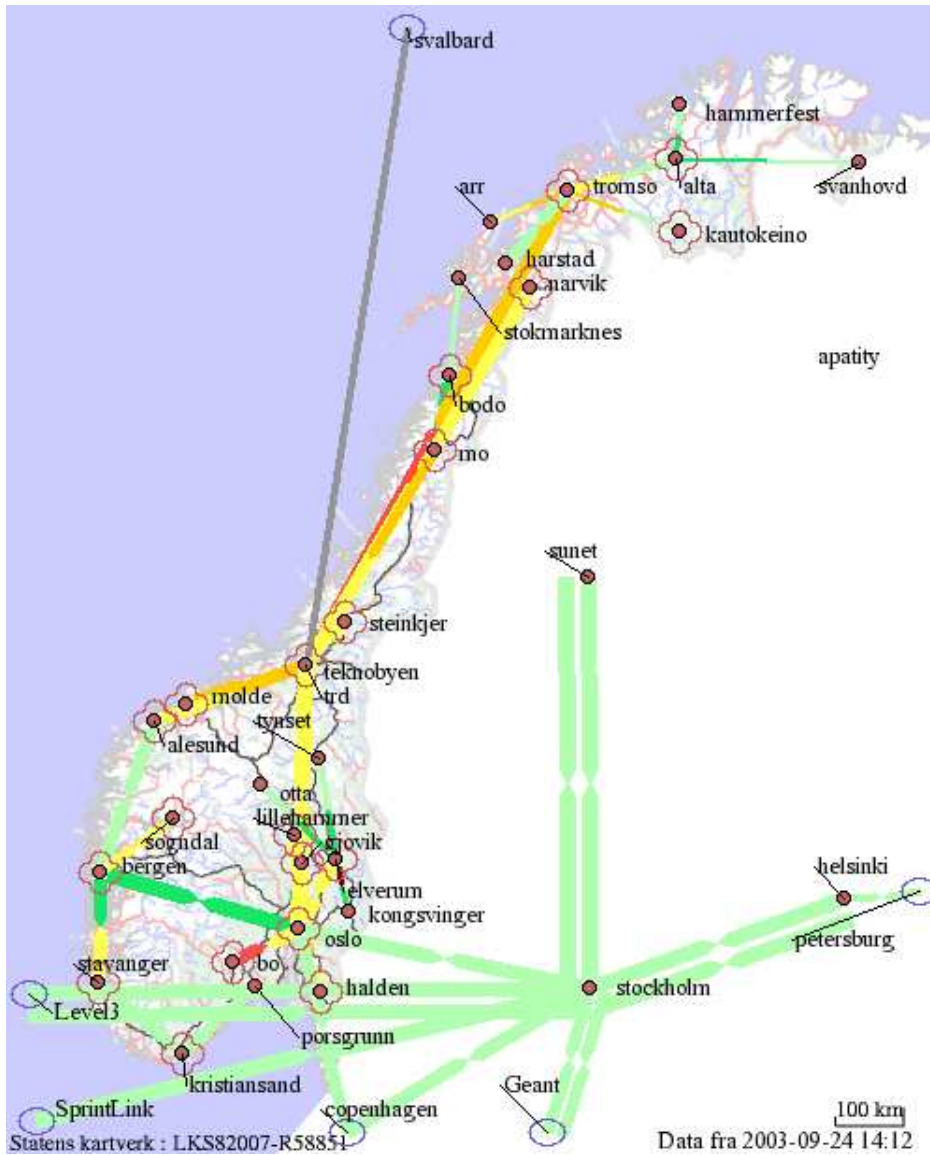 svalbard
hammerfest
arr
tromso
alta
svanhovd
kautokeino
harstad
narvik
stokmarknes
apatity
bodo
mo
sunet
steinkjer
teknobyen
molde
trd
tynset
alesund
otta
lillehammer
sogndal
gjovik
bergen
helsinki
elverum
kongsvinger
oslo
petersburg
stavanger
bo
halden
stockholm
Level3
porsgrunn
kristiansand
SprintLink
copenhagen
Geant
100 km
Statens kartverk : LKS82007-R58851
Data fra 2003-09-24 14:12